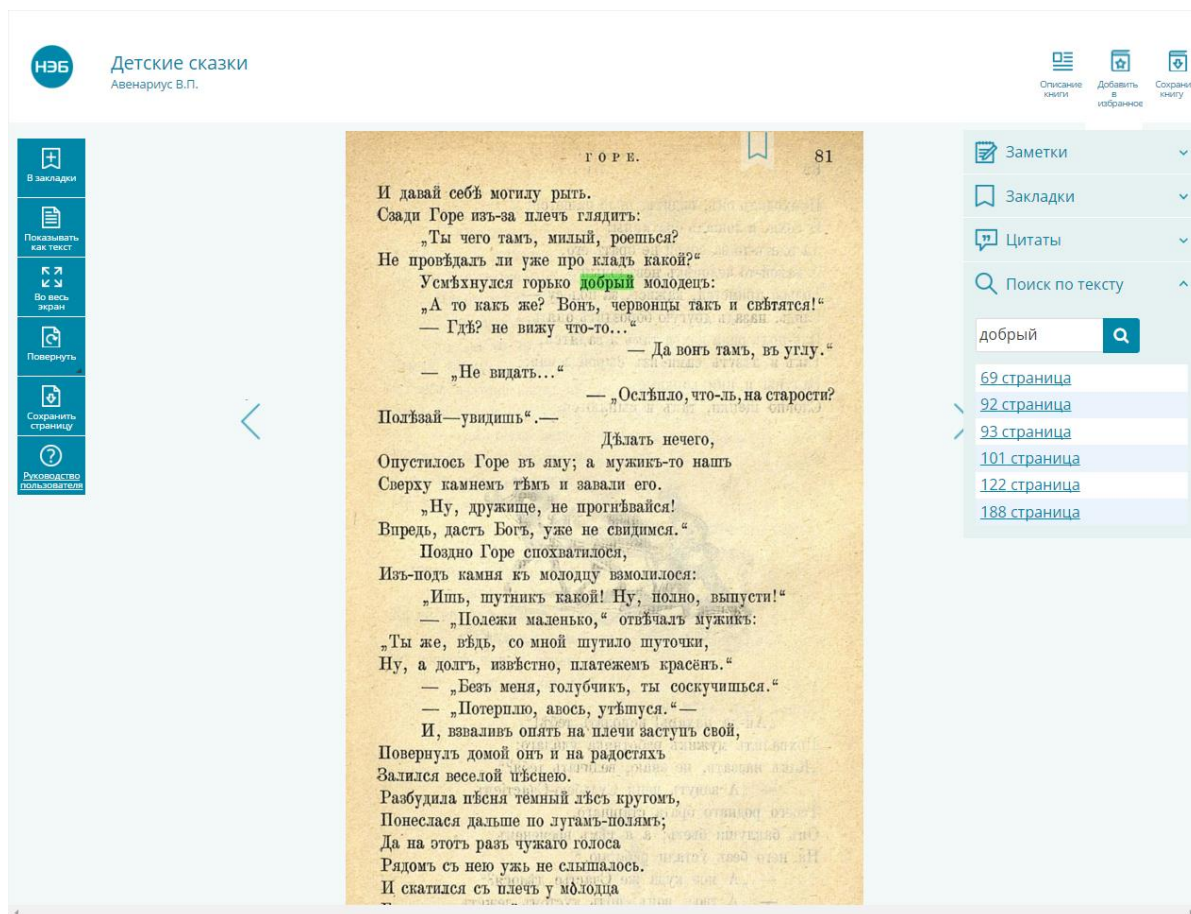 нэб
Детские сказки
Авенариус В.П.
Описание
книги
Добавить
в
избранное
Сохрани
книгу
В закладки
Показывать
как текст
Во весь
экран
Повернуть
Сохранить
страницу
Руководство
пользователя
ГОРЕ.
81
И давай себѣ могилу рыть.
Сзади Горе изъ-за плечъ глядитъ:
„Ты чего тамъ, милый, роешься?
Не провѣдалъ ли уже про кладъ какой?“
Усмѣхнулся горько добрый молодецъ:
„А то какъ же? Во́нъ, червонцы такъ и свѣтятся!“
— Гдѣ? не вижу что-то...“
— Да вонъ тамъ, въ углу.“
— „Не видать...“
— „Ослѣпло, что-ль, на старости?
Полѣзай—увидишь“.—
Дѣлать нечего,
Опустилось Горе въ яму; а мужикъ-то нашъ
Сверху камнемъ тѣмъ и завали его.
„Ну, дружище, не прогнѣвайся!
Впредь, дастъ Богъ, уже не свидимся.“
Поздно Горе спохватилося,
Изъ-подъ камня къ молодцу взмолилося:
„Ишь, шутникъ какой! Ну, полно, выпусти!“
— „Полежи маленько,“ отвѣчалъ мужикъ:
„Ты же, вѣдь, со мной шутило шуточки,
Ну, а долгъ, извѣстно, платежемъ красёнъ.“
— „Безъ меня, голубчикъ, ты соскучишься.“
— „Потерплю, авось, утѣшуся.“—
И, взваливъ опять на плечи заступъ свой,
Повернулъ домой онъ и на радостяхъ
Залился веселой пѣснею.
Разбудила пѣсня темный лѣсъ кругомъ,
Понеслася дальше по лугамъ-полямъ;
Да на этотъ разъ чужаго голоса
Рядомъ съ нею ужь не слышалось.
И скатился съ плечъ у мо́лодца
Заметки
Закладки
Цитаты
Поиск по тексту
добрый
69 страница
92 страница
93 страница
101 страница
122 страница
188 страница